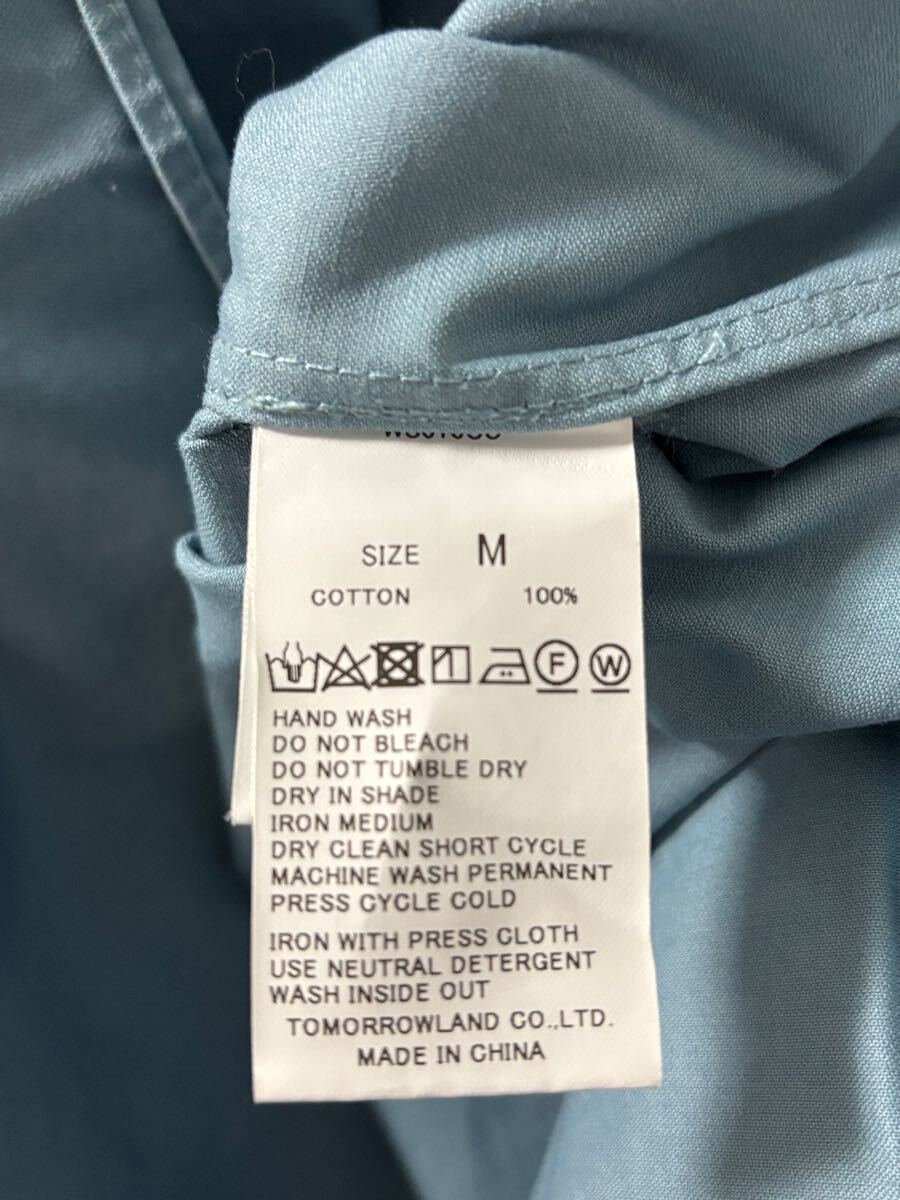 SIZE M
COTTON 100%
F W
HAND WASH
DO NOT BLEACH
DO NOT TUMBLE DRY
DRY IN SHADE
IRON MEDIUM
DRY CLEAN SHORT CYCLE
MACHINE WASH PERMANENT
PRESS CYCLE COLD
IRON WITH PRESS CLOTH
USE NEUTRAL DETERGENT
WASH INSIDE OUT
TOMORROWLAND CO.,LTD.
MADE IN CHINA